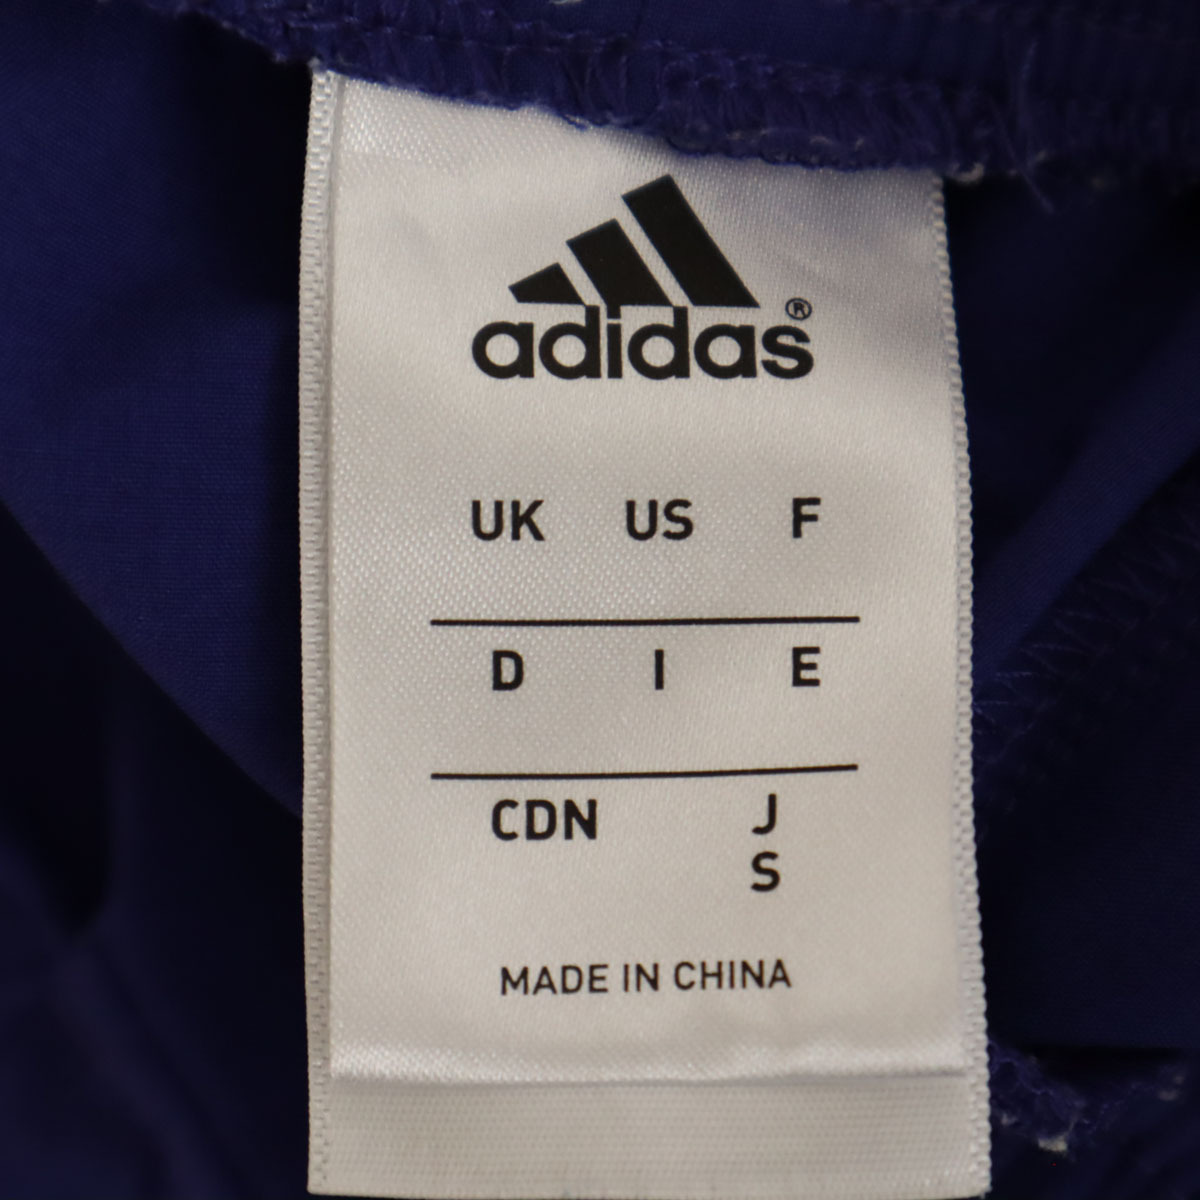 adidas®
UK US F
D I E
CDN J
S
MADE IN CHINA